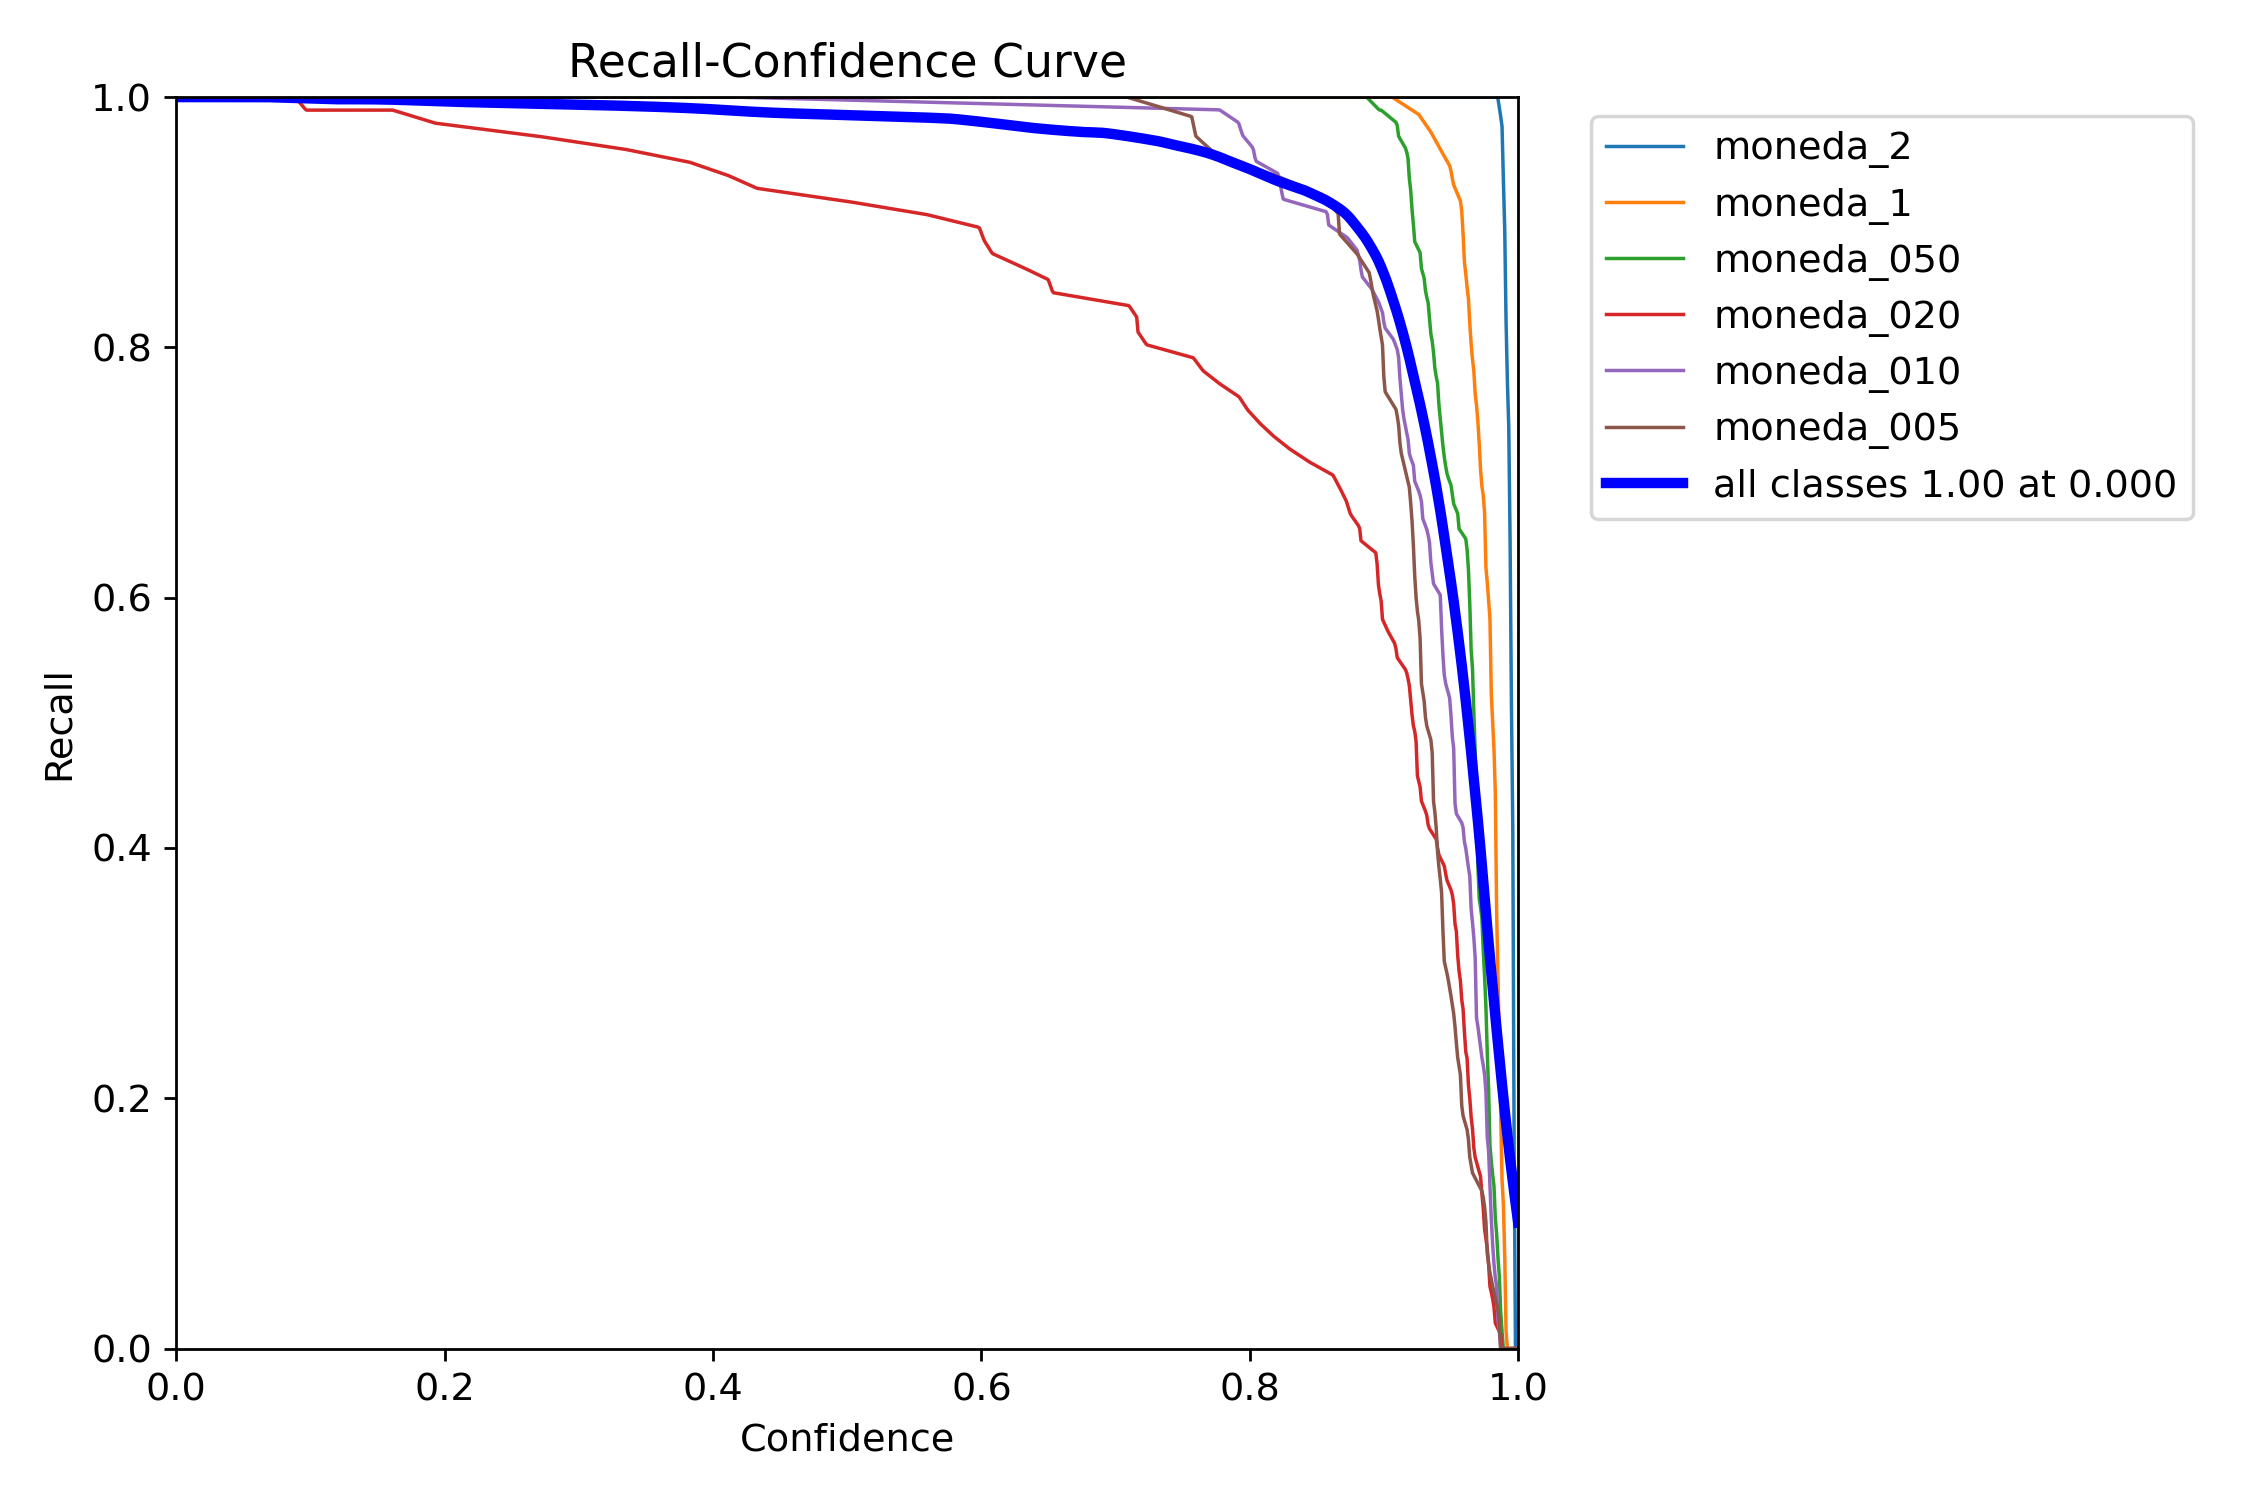 Recall-Confidence Curve
1.0
0.8
0.6
0.4
0.2
0.0
Recall
0.0 0.2 0.4 0.6 0.8 1.0
Confidence
moneda_2
moneda_1
moneda_050
moneda_020
moneda_010
moneda_005
all classes 1.00 at 0.000